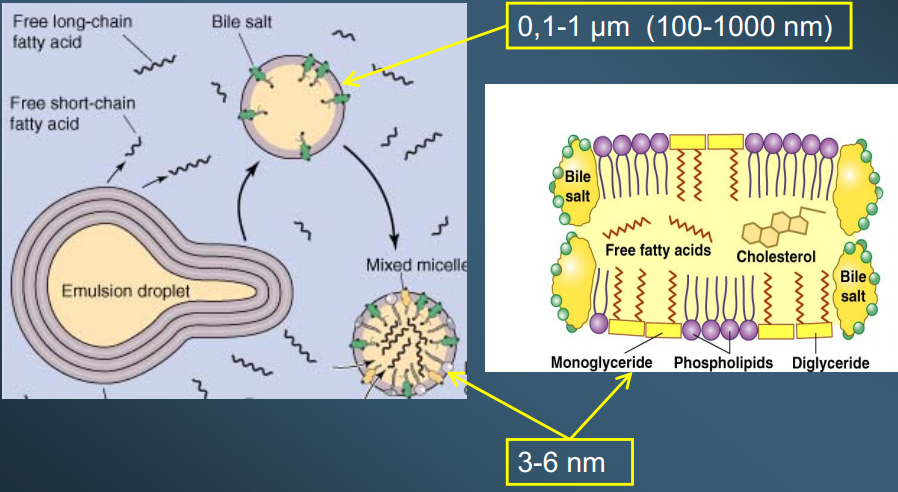 Free long-chain
fatty acid
Bile salt
0,1-1 µm (100-1000 nm)
Free short-chain
fatty acid
Emulsion droplet
Mixed micelle
Bile
salt
Free fatty acids
Cholesterol
Bile
salt
Monoglyceride
Phospholipids
Diglyceride
3-6 nm